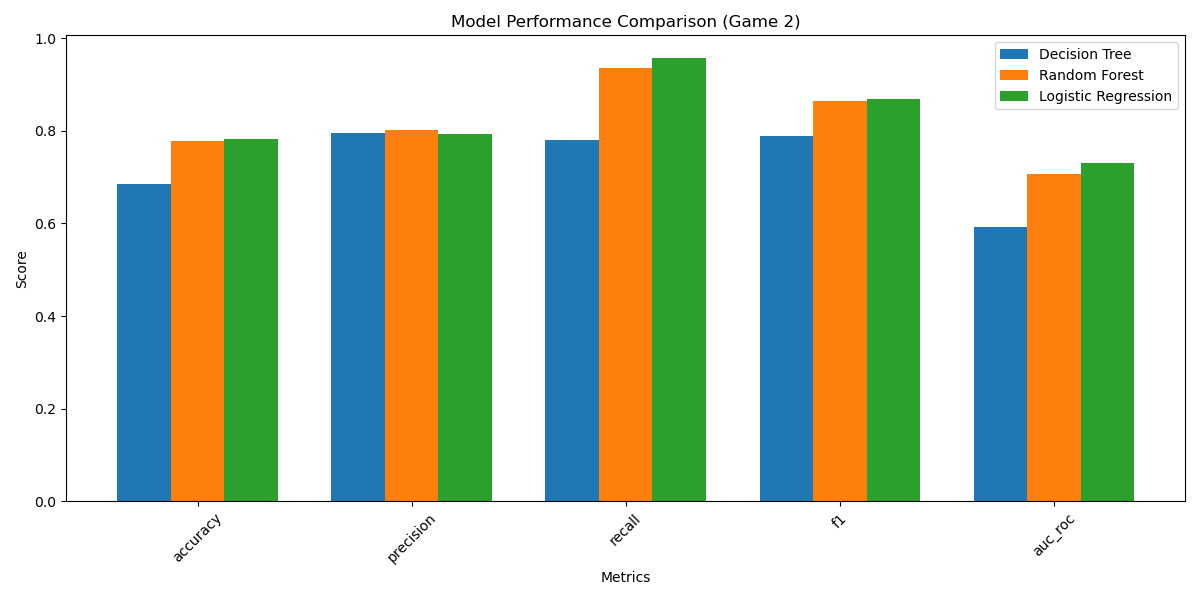 Model Performance Comparison (Game 2)
Decision Tree
Random Forest
Logistic Regression
Score
1.0
0.8
0.6
0.4
0.2
0.0
accuracy
precision
recall
f1
auc_roc
Metrics